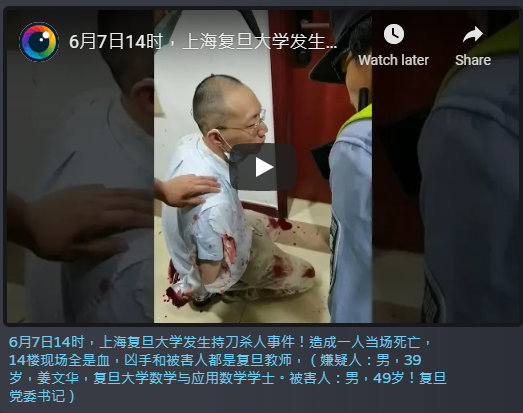 6月7日14时，上海复旦大学发生...
Watch later
Share
6月7日14时，上海复旦大学发生持刀杀人事件！造成一人当场死亡，
14楼现场全是血，凶手和被害人都是复旦教师，（嫌疑人：男，39
岁，姜文华，复旦大学数学与应用数学学士。被害人：男，49岁！复旦
党委书记）